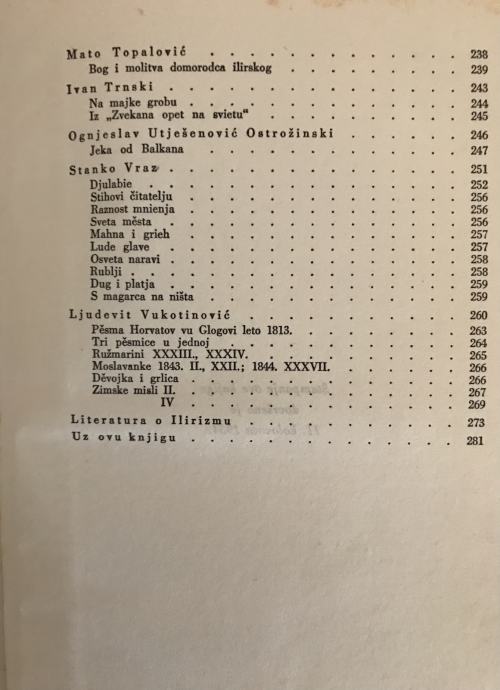 Mato Topalović . . . . . . . . . . . 238
Bog i molitva domorodca ilirskog . . . . . . . . 239
Ivan Trnski . . . . . . . . . . . . . 243
Na majke grobu . . . . . . . . . . . . 244
Iz „Zvekana opet na svietu“ . . . . . . . . . 245
Ognjeslav Utješenović Ostrožinski . . . . . 246
Jeka od Balkana . . . . . . . . . . . 247
Stanko Vraz . . . . . . . . . . . . . 251
Djulabie . . . . . . . . . . . . . 252
Stihovi čitatelju . . . . . . . . . . . . 256
Raznost mnienja . . . . . . . . . . . . 256
Sveta města . . . . . . . . . . . . . 256
Mahna i grieh . . . . . . . . . . . . 257
Lude glave . . . . . . . . . . . . 257
Osveta naravi . . . . . . . . . . . . . 258
Rublji . . . . . . . . . . . . . . 258
Dug i platja . . . . . . . . . . . . . 259
S magarca na ništa . . . . . . . . . . . 259
Ljudevit Vukotinović . . . . . . . . . . 260
Pěsma Horvatov vu Glogovi leto 1813. . . . . . . . 263
Tri pěsmice u jednoj . . . . . . . . . . 264
Ružmarini XXXIII., XXXIV. . . . . . . . . . 265
Moslavanke 1843. II., XXII.; 1844. XXXVII. . . . . . . 266
Děvojka i grlica . . . . . . . . . . . . 266
Zimske misli II. . . . . . . . . . . . . 267
IV . . . . . . . . . . . . 269
Literatura o Ilirizmu . . . . . . . . . 273
Uz ovu knjigu . . . . . . . . . . . . 281